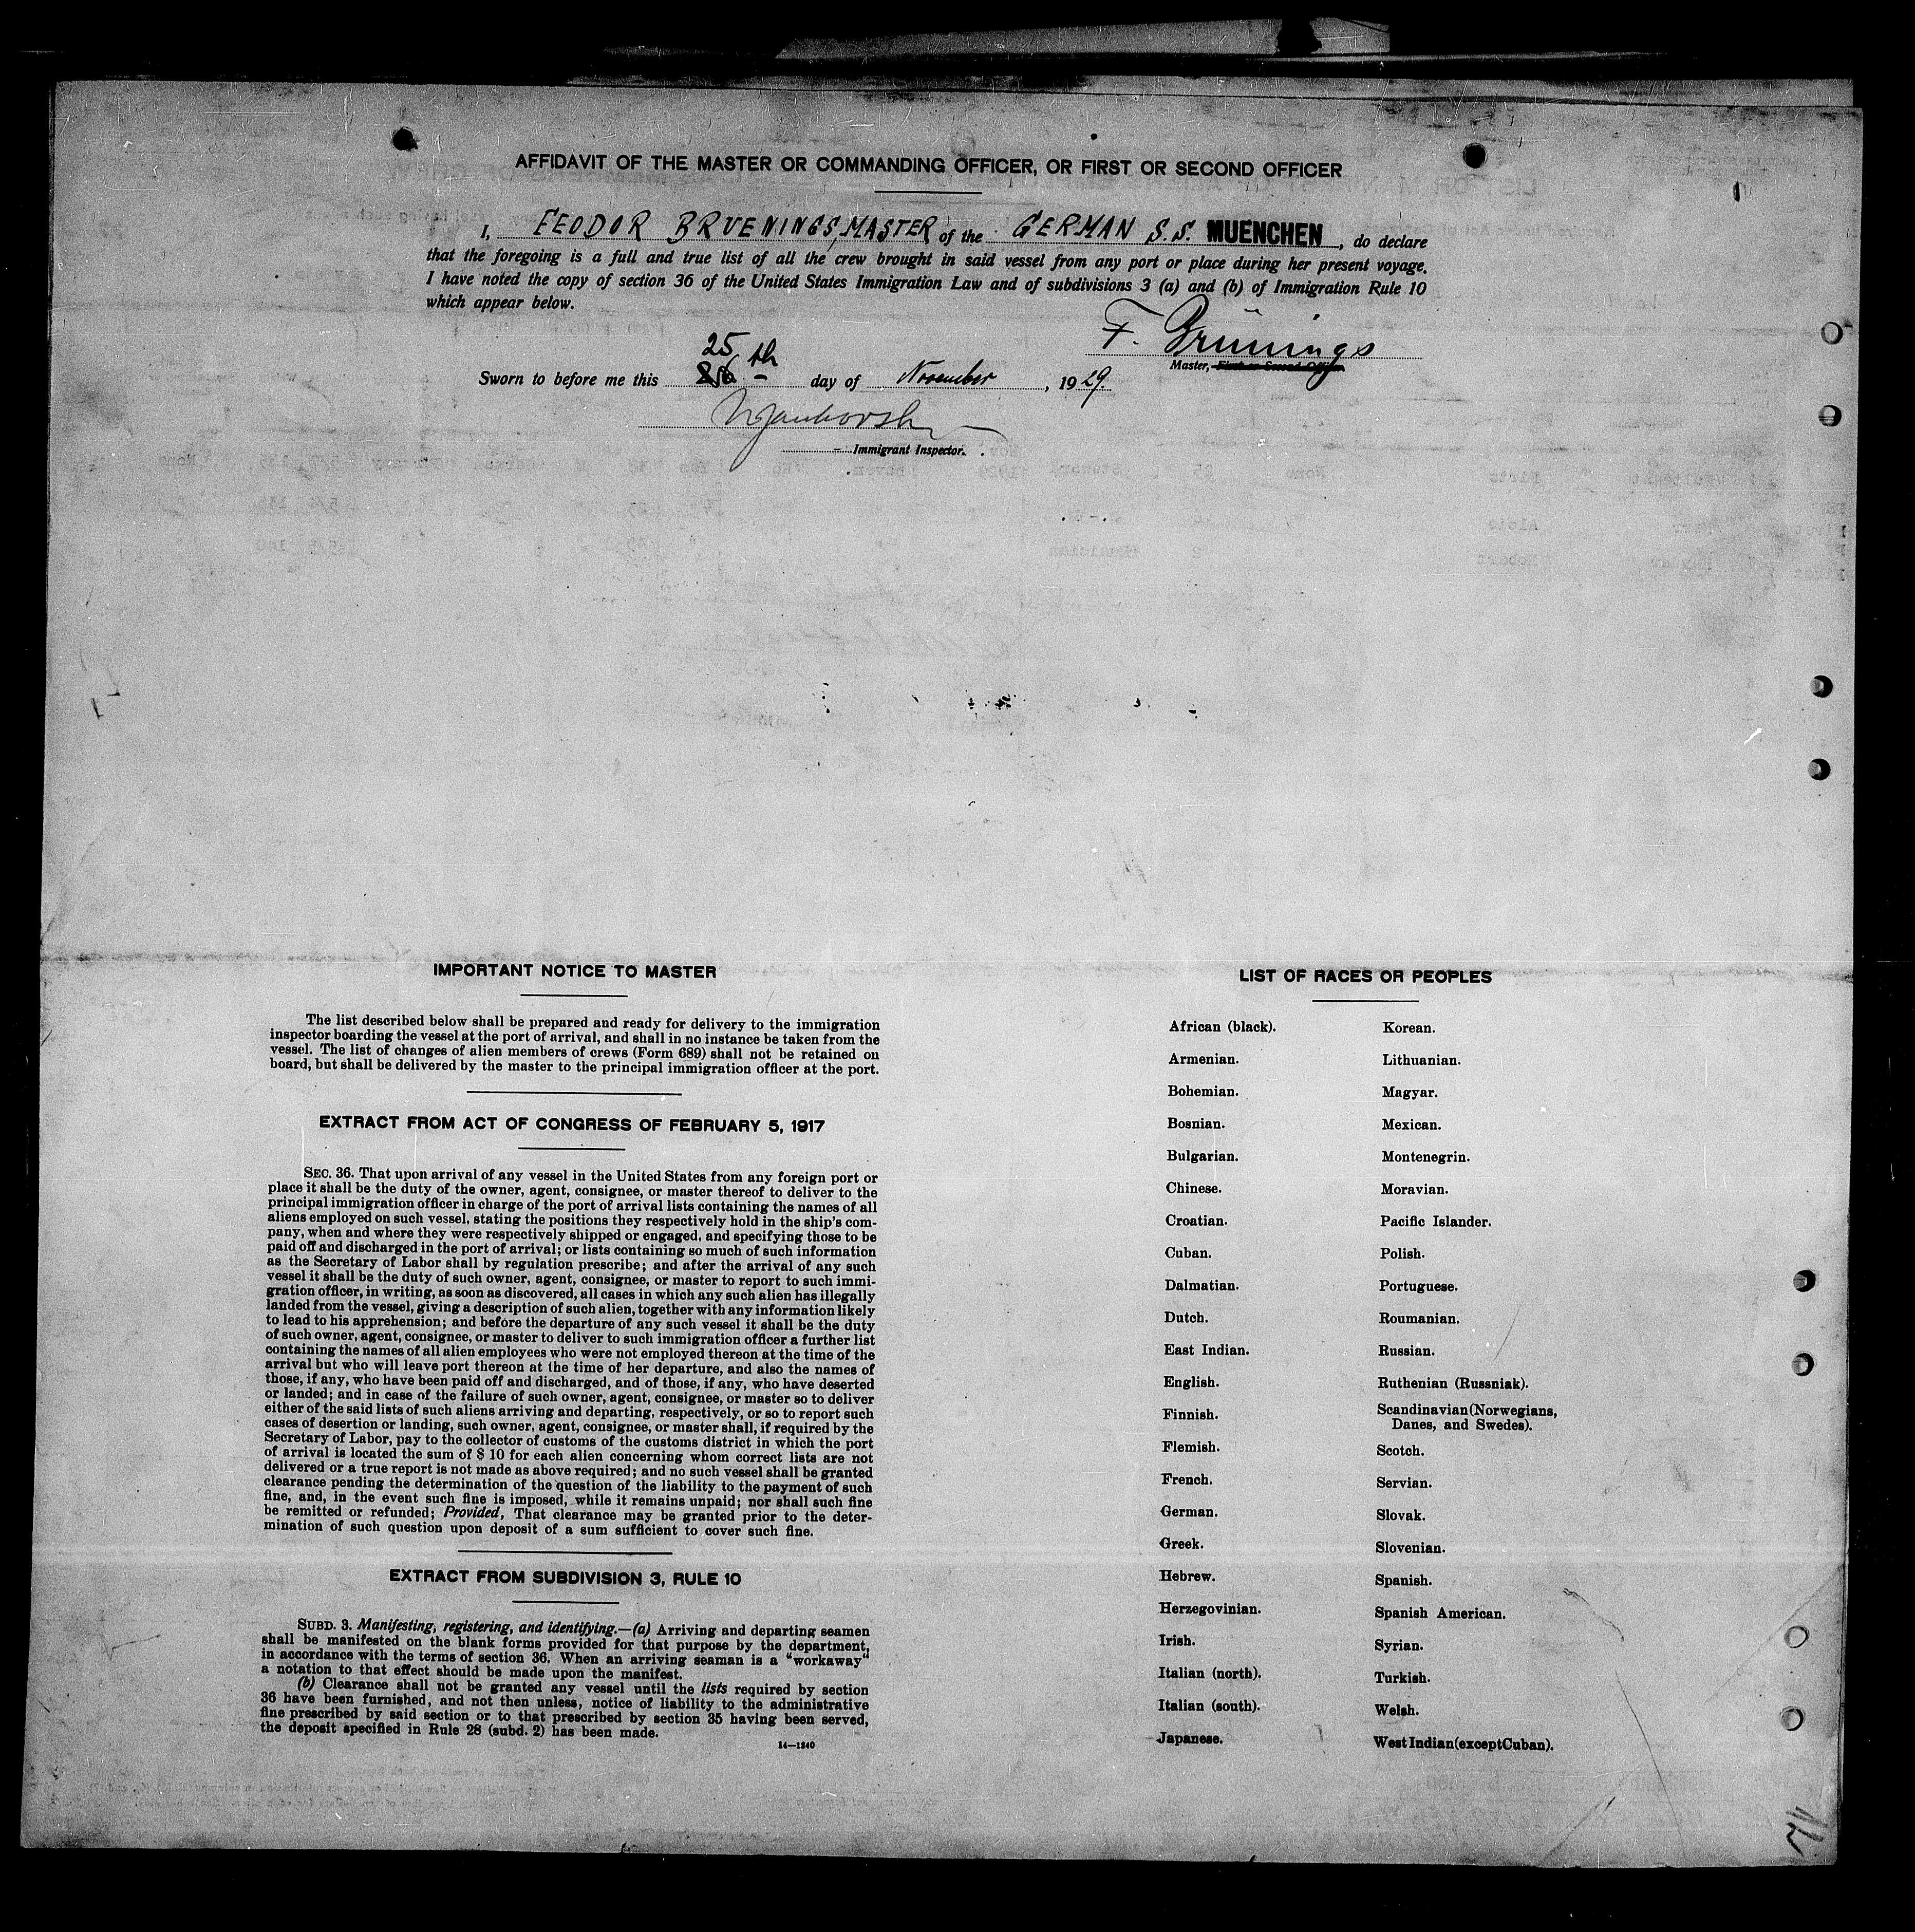 AFFIDAVIT OF THE MASTER OR COMMANDING OFFICER, OR FIRST OR SECOND OFFICER
I, FEODOR BRUENINGS, MASTER of the GERMAN S.S. MUENCHEN, do declare
that the foregoing is a full and true list of all the crew brought in said vessel from any port or place during her present voyage.
I have noted the copy of section 36 of the United States Immigration Law and of subdivisions 3 (a) and (b) of Immigration Rule 10
which appear below.
F. Brünings
Master, First or Second Officer.
25
Sworn to before me this th day of November, 1929.
Immigrant Inspector.
IMPORTANT NOTICE TO MASTER
The list described below shall be prepared and ready for delivery to the immigration
inspector boarding the vessel at the port of arrival, and shall in no instance be taken from the
vessel. The list of changes of alien members of crews (Form 689) shall not be retained on
board, but shall be delivered by the master to the principal immigration officer at the port.
EXTRACT FROM ACT OF CONGRESS OF FEBRUARY 5, 1917
SEC. 36. That upon arrival of any vessel in the United States from any foreign port or
place it shall be the duty of the owner, agent, consignee, or master thereof to deliver to the
principal immigration officer in charge of the port of arrival lists containing the names of all
aliens employed on such vessel, stating the positions they respectively hold in the ship's com-
pany, when and where they were respectively shipped or engaged, and specifying those to be
paid off and discharged in the port of arrival; or lists containing so much of such information
as the Secretary of Labor shall by regulation prescribe; and after the arrival of any such
vessel it shall be the duty of such owner, agent, consignee, or master to report to such immi-
gration officer, in writing, as soon as discovered, all cases in which any such alien has illegally
landed from the vessel, giving a description of such alien, together with any information likely
to lead to his apprehension; and before the departure of any such vessel it shall be the duty
of such owner, agent, consignee, or master to deliver to such immigration officer a further list
containing the names of all alien employees who were not employed thereon at the time of the
arrival but who will leave port thereon at the time of her departure, and also the names of
those, if any, who have been paid off and discharged, and of those, if any, who have deserted
or landed; and in case of the failure of such owner, agent, consignee, or master so to deliver
either of the said lists of such aliens arriving and departing, respectively, or so to report such
cases of desertion or landing, such owner, agent, consignee, or master shall, if required by the
Secretary of Labor, pay to the collector of customs of the customs district in which the port
of arrival is located the sum of $ 10 for each alien concerning whom correct lists are not
delivered or a true report is not made as above required; and no such vessel shall be granted
clearance pending the determination of the question of the liability to the payment of such
fine, and, in the event such fine is imposed, while it remains unpaid; nor shall such fine
be remitted or refunded; Provided, That clearance may be granted prior to the deter-
mination of such question upon deposit of a sum sufficient to cover such fine.
EXTRACT FROM SUBDIVISION 3, RULE 10
SUBD. 3. Manifesting, registering, and identifying.—(a) Arriving and departing seamen
shall be manifested on the blank forms provided for that purpose by the department,
in accordance with the terms of section 36. When an arriving seaman is a "workaway"
a notation to that effect should be made upon the manifest.
(b) Clearance shall not be granted any vessel until the lists required by section
36 have been furnished, and not then unless, notice of liability to the administrative
fine prescribed by said section or to that prescribed by section 35 having been served,
the deposit specified in Rule 28 (subd. 2) has been made.
14—1240
LIST OF RACES OR PEOPLES
African (black).
Armenian.
Bohemian.
Bosnian.
Bulgarian.
Chinese.
Croatian.
Cuban.
Dalmatian.
Dutch.
East Indian.
English.
Finnish.
Flemish.
French.
German.
Greek.
Hebrew.
Herzegovinian.
Irish.
Italian (north).
Italian (south).
Japanese.
Korean.
Lithuanian.
Magyar.
Mexican.
Montenegrin.
Moravian.
Pacific Islander.
Polish.
Portuguese.
Roumanian.
Russian.
Ruthenian (Russniak).
Scandinavian (Norwegians,
Danes, and Swedes).
Scotch.
Servian.
Slovak.
Slovenian.
Spanish.
Spanish American.
Syrian.
Turkish.
Welsh.
West Indian (except Cuban).